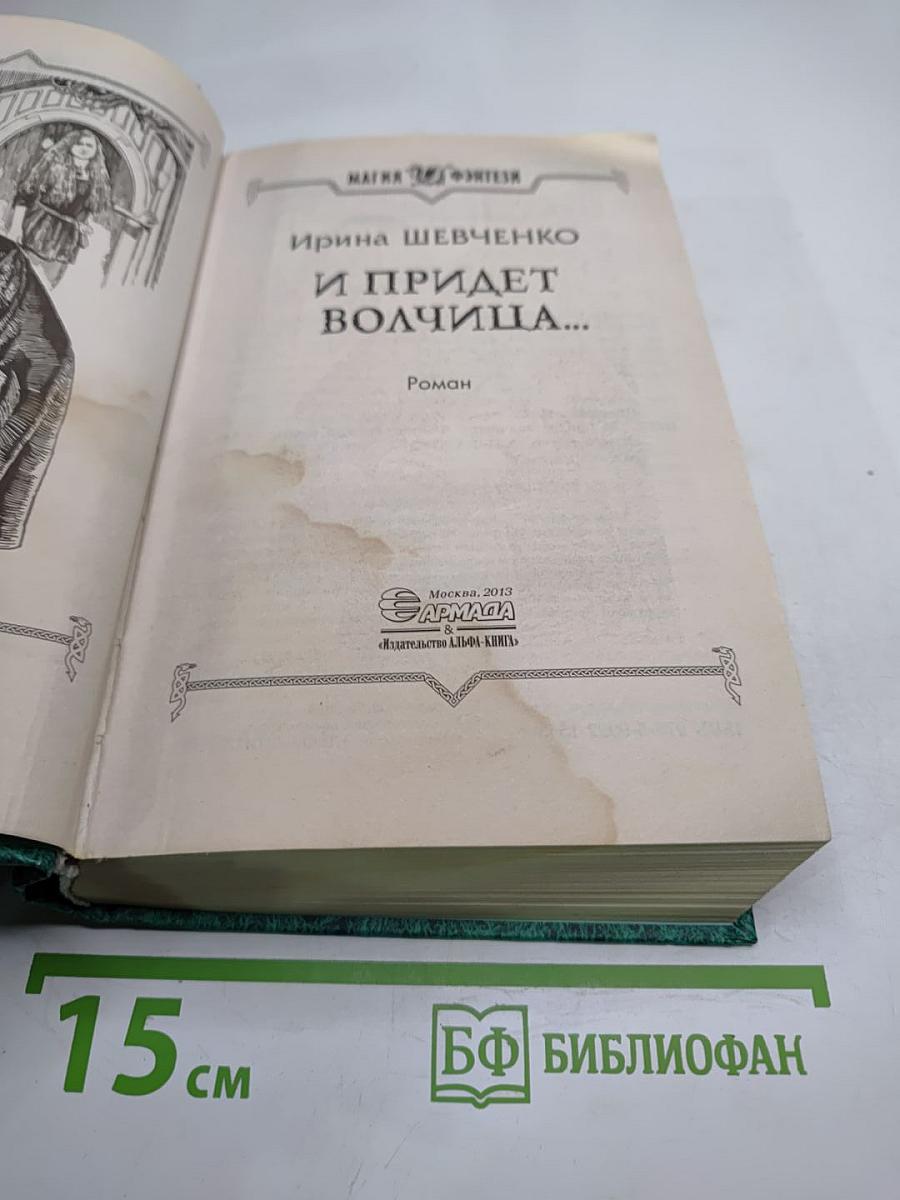 МАГИЯ ФЭНТЕЗИ
Ирина ШЕВЧЕНКО
И ПРИДЕТ
ВОЛЧИЦА...
Роман
Москва, 2013
АРМАДА
&
«Издательство АЛЬФА-КНИГА»
15 см
БФ БИБЛИОФАН